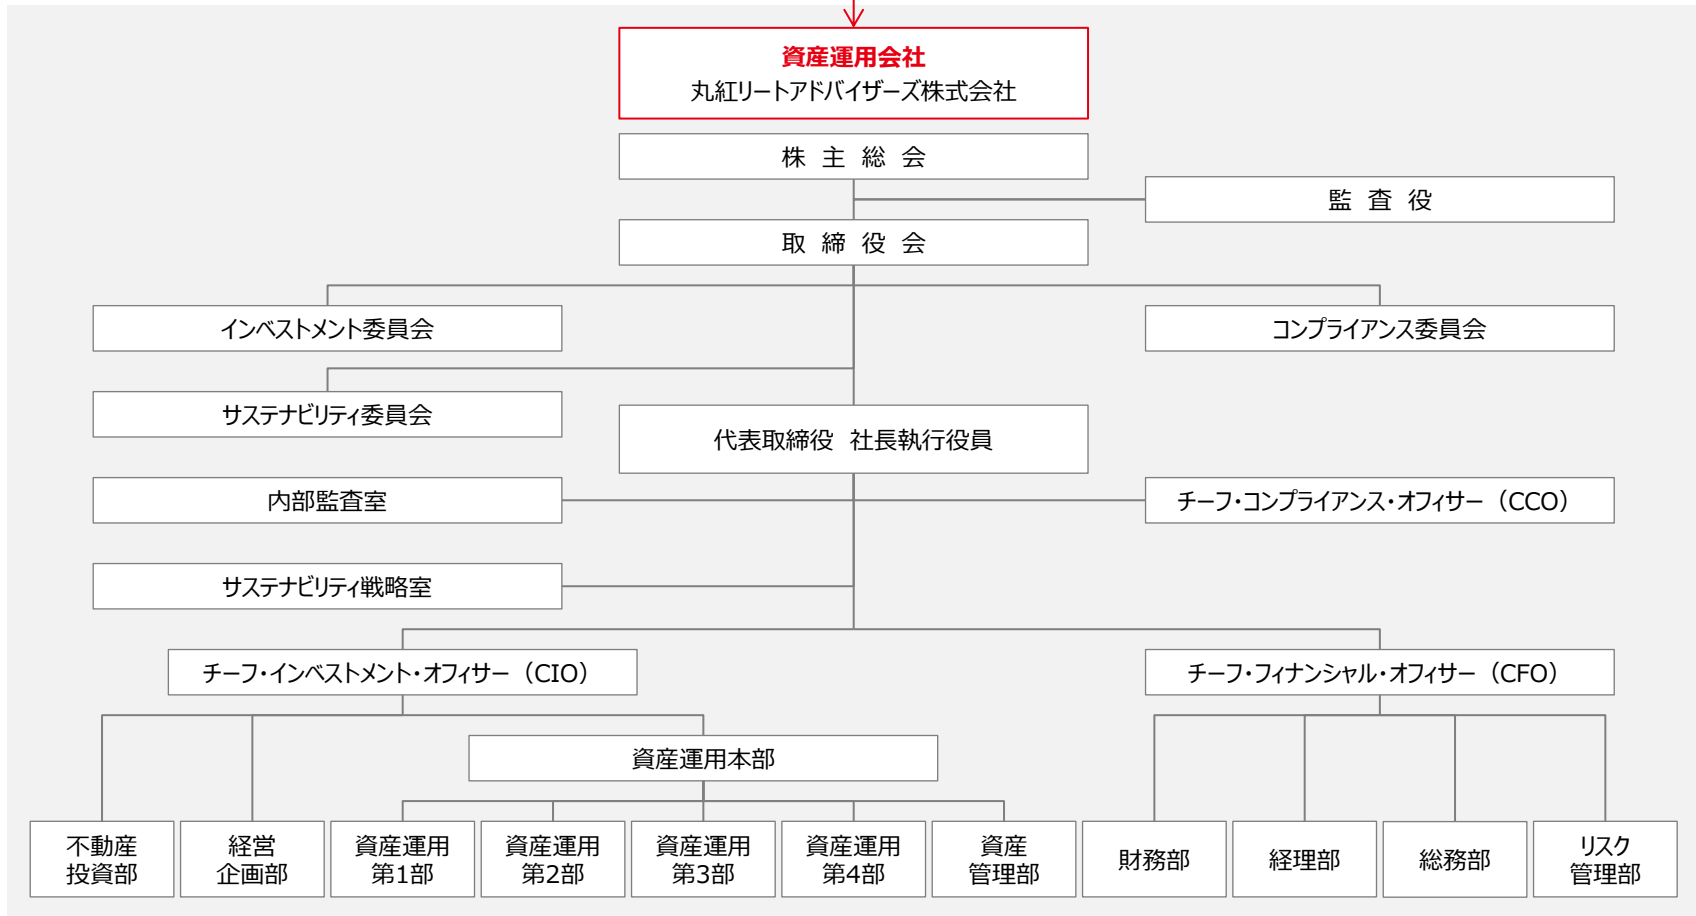 資産運用会社
丸紅リートアドバイザーズ株式会社
株 主 総 会
監 査 役
取 締 役 会
インベストメント委員会
コンプライアンス委員会
サステナビリティ委員会
代表取締役 社長執行役員
内部監査室
チーフ・コンプライアンス・オフィサー（CCO）
サステナビリティ戦略室
チーフ・インベストメント・オフィサー（CIO）
チーフ・フィナンシャル・オフィサー（CFO）
資産運用本部
不動産
投資部
経営
企画部
資産運用
第1部
資産運用
第2部
資産運用
第3部
資産運用
第4部
資産
管理部
財務部
経理部
総務部
リスク
管理部